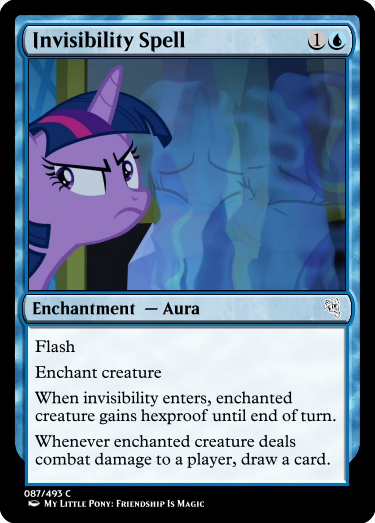 Invisibility Spell 1
Enchantment — Aura
Flash
Enchant creature
When invisibility enters, enchanted
creature gains hexproof until end of turn.
Whenever enchanted creature deals
combat damage to a player, draw a card.
087/493 C
My Little Pony: Friendship Is Magic